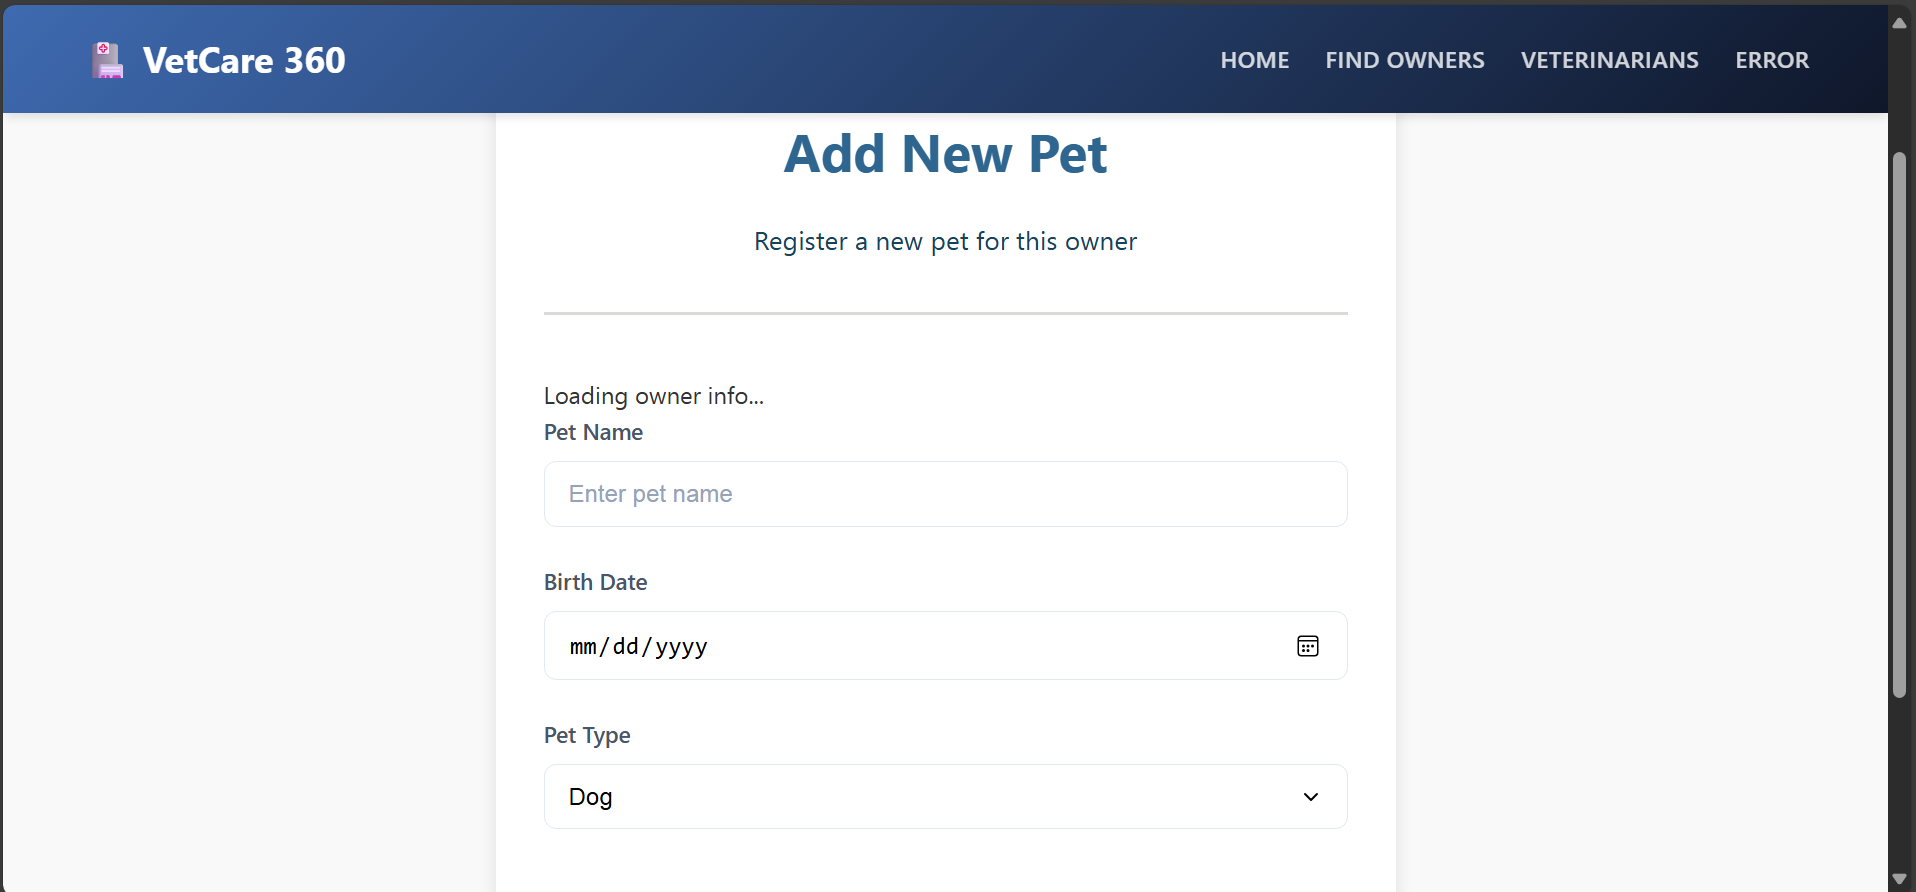 VetCare 360
HOME FIND OWNERS VETERINARIANS ERROR
Add New Pet
Register a new pet for this owner
Loading owner info...
Pet Name
Enter pet name
Birth Date
mm/dd/yyyy
Pet Type
Dog